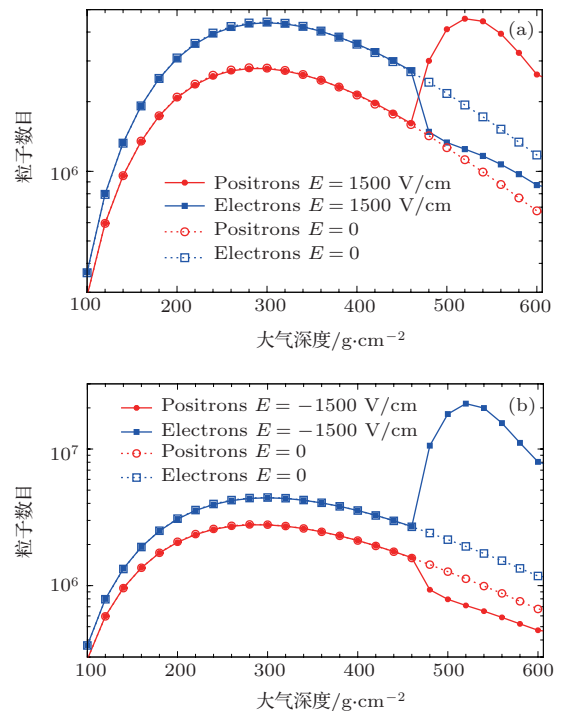 (a)
粒子数目
10⁶
Positrons E = 1500 V/cm
Electrons E = 1500 V/cm
Positrons E = 0
Electrons E = 0
100 200 300 400 500 600
大气深度/g·cm⁻²
(b)
粒子数目
10⁷
10⁶
Positrons E = −1500 V/cm
Electrons E = −1500 V/cm
Positrons E = 0
Electrons E = 0
100 200 300 400 500 600
大气深度/g·cm⁻²